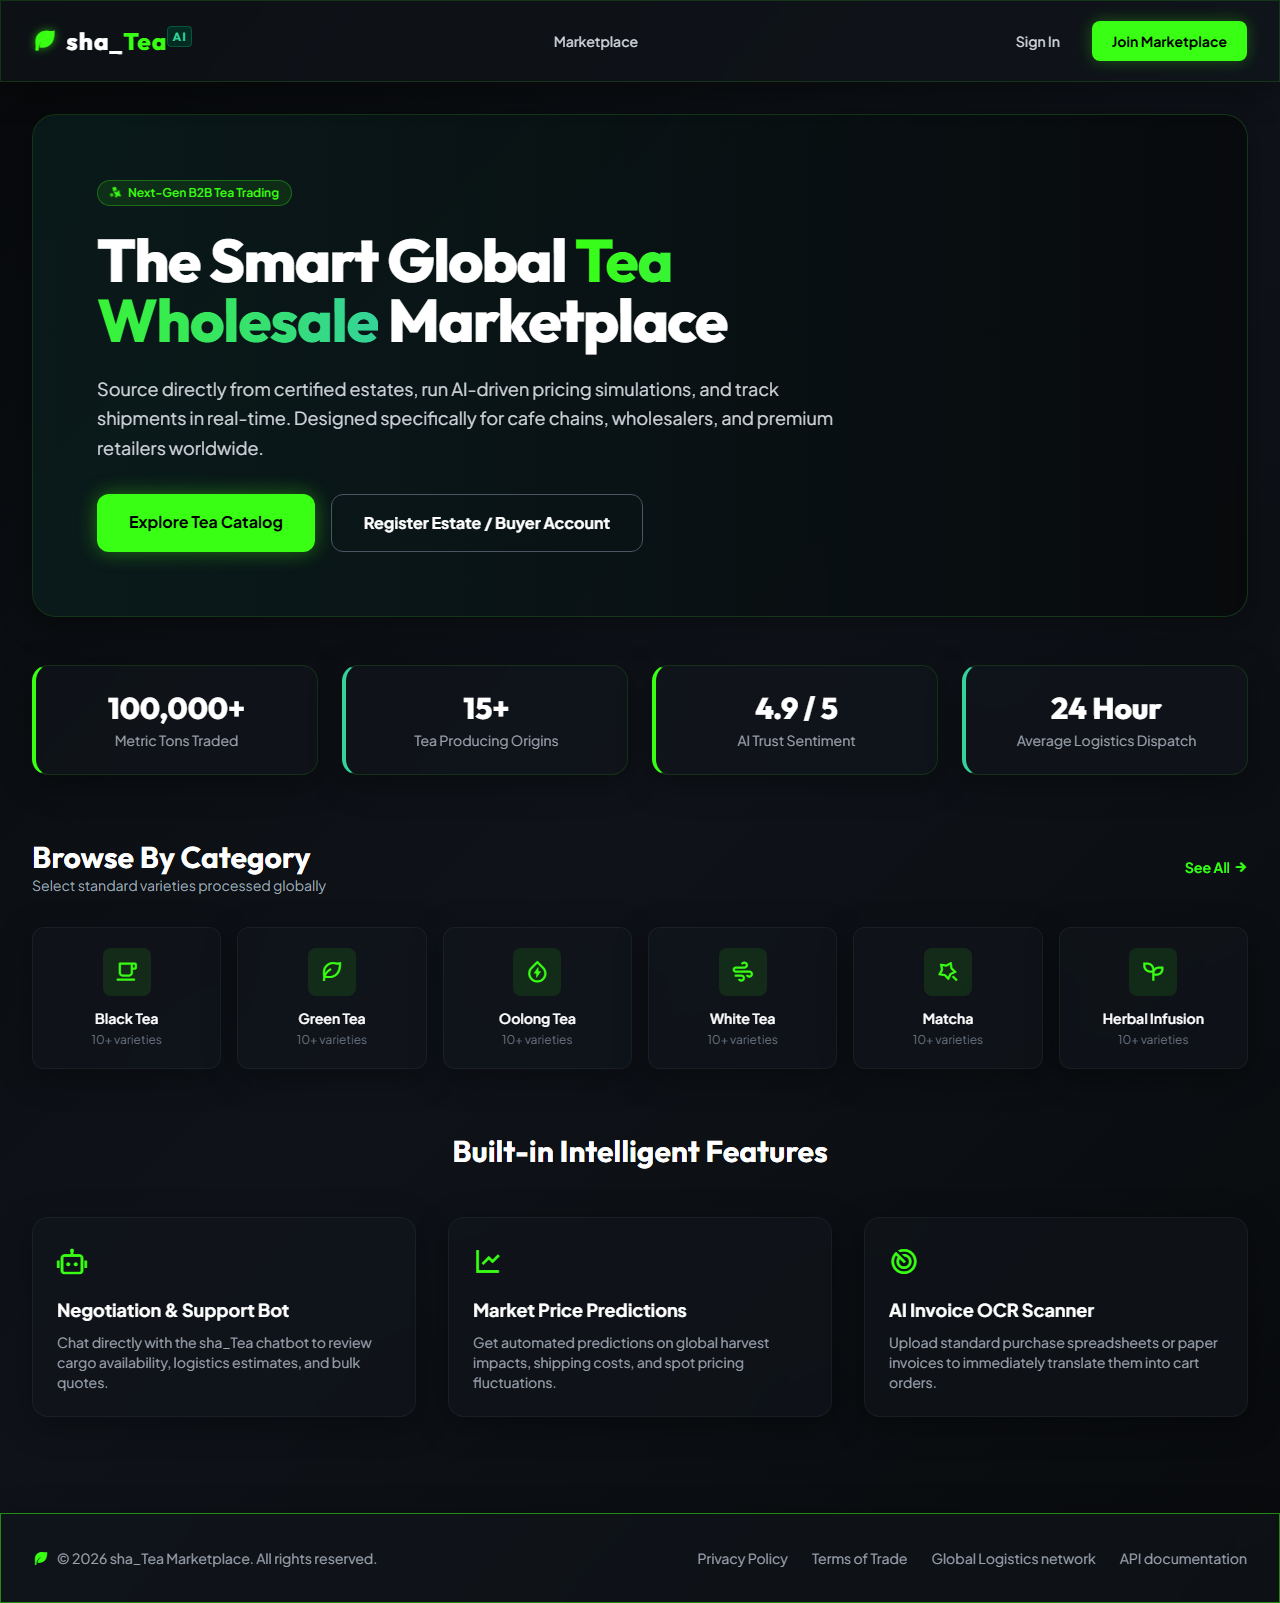 sha_Tea AI
Marketplace
Sign In
Join Marketplace
Next-Gen B2B Tea Trading
The Smart Global Tea
Wholesale Marketplace
Source directly from certified estates, run AI-driven pricing simulations, and track
shipments in real-time. Designed specifically for cafe chains, wholesalers, and premium
retailers worldwide.
Explore Tea Catalog
Register Estate / Buyer Account
100,000+
Metric Tons Traded
15+
Tea Producing Origins
4.9 / 5
AI Trust Sentiment
24 Hour
Average Logistics Dispatch
Browse By Category
Select standard varieties processed globally
See All →
Black Tea
10+ varieties
Green Tea
10+ varieties
Oolong Tea
10+ varieties
White Tea
10+ varieties
Matcha
10+ varieties
Herbal Infusion
10+ varieties
Built-in Intelligent Features
Negotiation & Support Bot
Chat directly with the sha_Tea chatbot to review
cargo availability, logistics estimates, and bulk
quotes.
Market Price Predictions
Get automated predictions on global harvest
impacts, shipping costs, and spot pricing
fluctuations.
AI Invoice OCR Scanner
Upload standard purchase spreadsheets or paper
invoices to immediately translate them into cart
orders.
© 2026 sha_Tea Marketplace. All rights reserved.
Privacy Policy
Terms of Trade
Global Logistics network
API documentation